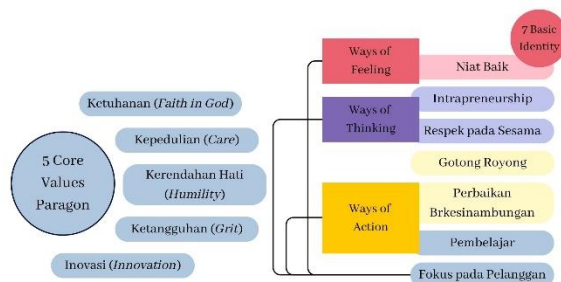 5 Core
Values
Paragon
Ketuhanan (Faith in God)
Kepedulian (Care)
Kerendahan Hati
(Humility)
Ketangguhan (Grit)
Inovasi (Innovation)
7 Basic
Identity
Ways of
Feeling
Niat Baik
Ways of
Thinking
Intrapreneurship
Respek pada Sesama
Gotong Royong
Ways of
Action
Perbaikan
Brkesinambungan
Pembelajar
Fokus pada Pelanggan